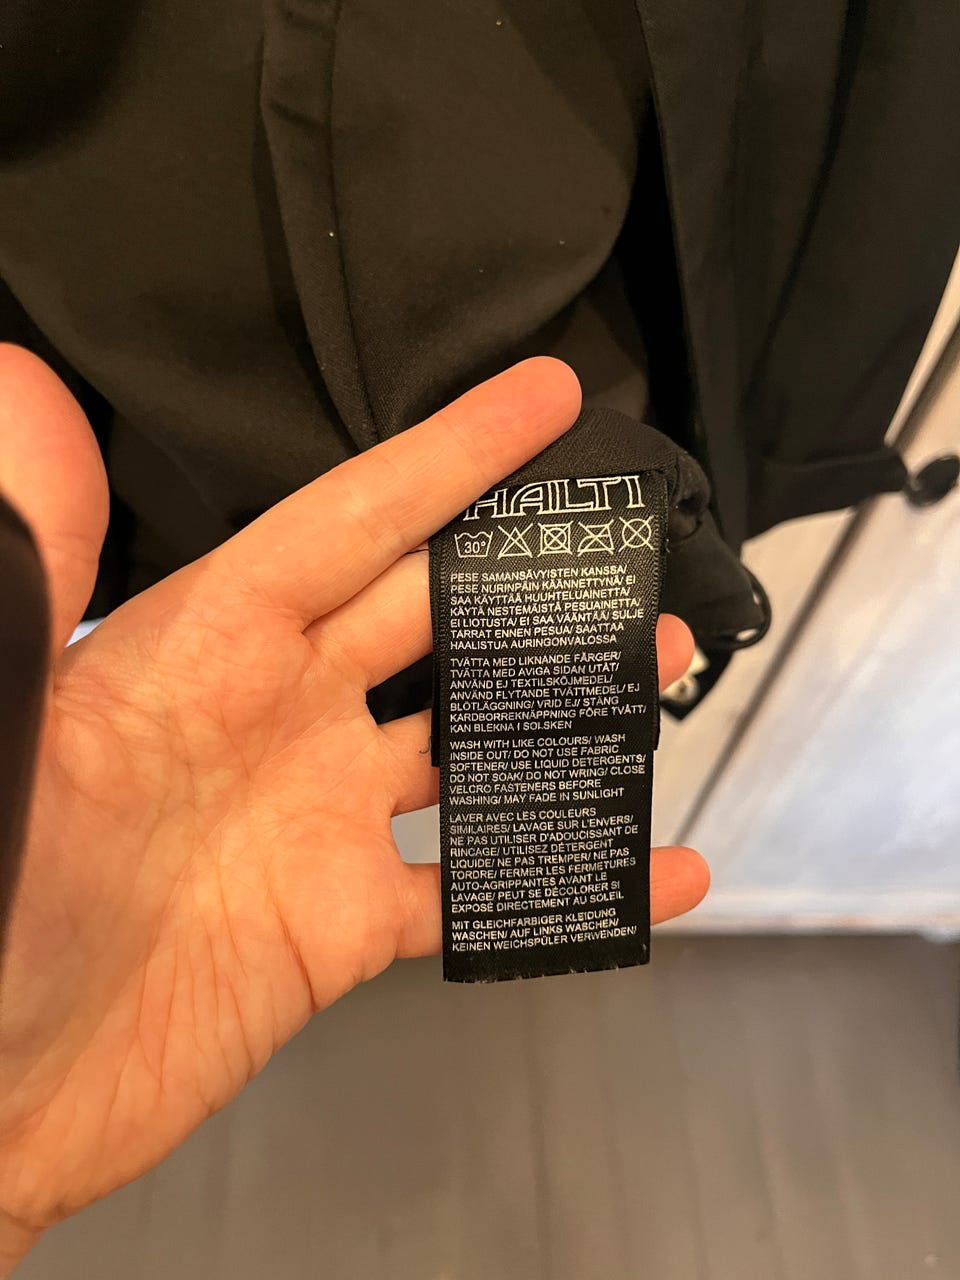 HALTI
30°
PESE SAMANSÄVYISTEN KANSSA/
PESE NURINPÄIN KÄÄNNETTYNÄ/ EI
SAA KÄYTTÄÄ HUUHTELUAINETTA/
KÄYTÄ NESTEMÄISTÄ PESUAINETTA/
EI LIOTUSTA/ EI SAA VÄÄNTÄÄ/ SULJE
TARRAT ENNEN PESUA/ SAATTAA
HAALISTUA AURINGONVALOSSA
TVÄTTA MED LIKNANDE FÄRGER/
TVÄTTA MED AVIGA SIDAN UTÅT/
ANVÄND EJ TEXTILSKÖJMEDEL/
ANVÄND FLYTANDE TVÄTTMEDEL/ EJ
BLÖTLÄGGNING/ VRID EJ/ STÄNG
KARDBORREKNÄPPNING FÖRE TVÄTT/
KAN BLEKNA I SOLSKEN
WASH WITH LIKE COLOURS/ WASH
INSIDE OUT/ DO NOT USE FABRIC
SOFTENER/ USE LIQUID DETERGENTS/
DO NOT SOAK/ DO NOT WRING/ CLOSE
VELCRO FASTENERS BEFORE
WASHING/ MAY FADE IN SUNLIGHT
LAVER AVEC LES COULEURS
SIMILAIRES/ LAVAGE SUR L'ENVERS/
NE PAS UTILISER D'ADOUCISSANT DE
RINCAGE/ UTILISEZ DÉTERGENT
LIQUIDE/ NE PAS TREMPER/ NE PAS
TORDRE/ FERMER LES FERMETURES
AUTO-AGRIPPANTES AVANT LE
LAVAGE/ PEUT SE DÉCOLORER SI
EXPOSÉ DIRECTEMENT AU SOLEIL
MIT GLEICHFARBIGER KLEIDUNG
WASCHEN/ AUF LINKS WASCHEN/
KEINEN WEICHSPÜLER VERWENDEN/